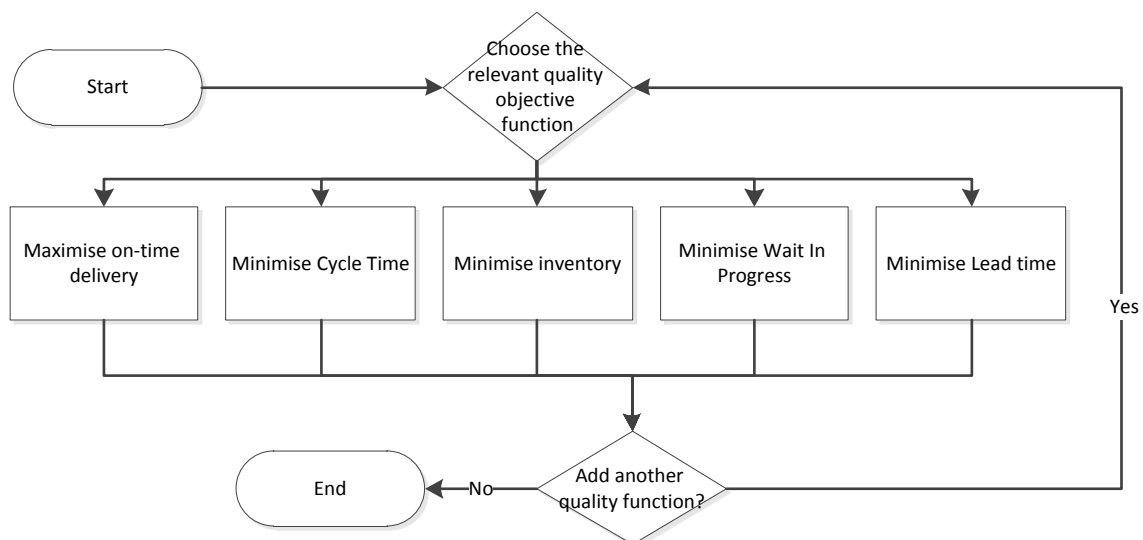 Start
Choose the
relevant quality
objective
function
Maximise on-time
delivery
Minimise Cycle Time
Minimise inventory
Minimise Wait In
Progress
Minimise Lead time
Yes
Add another
quality function?
No
End